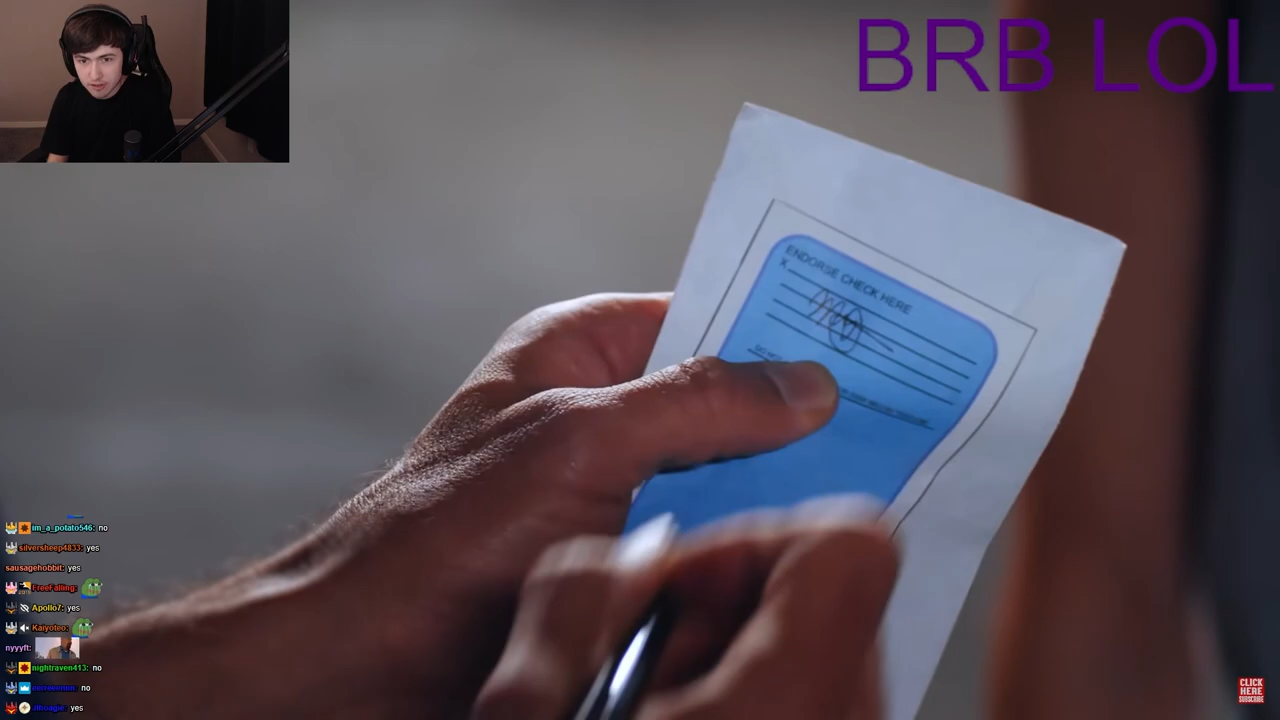 BRB LOL
ENDORSE CHECK HERE
X
im_a_potato546: no
silversheep4833: yes
sausagehobbit: yes
FreeFalling:
Apollo7: yes
Kaiyoteo:
nyyyft:
nightraven413: no
no
yes
CLICK
HERE
SUBSCRIBE